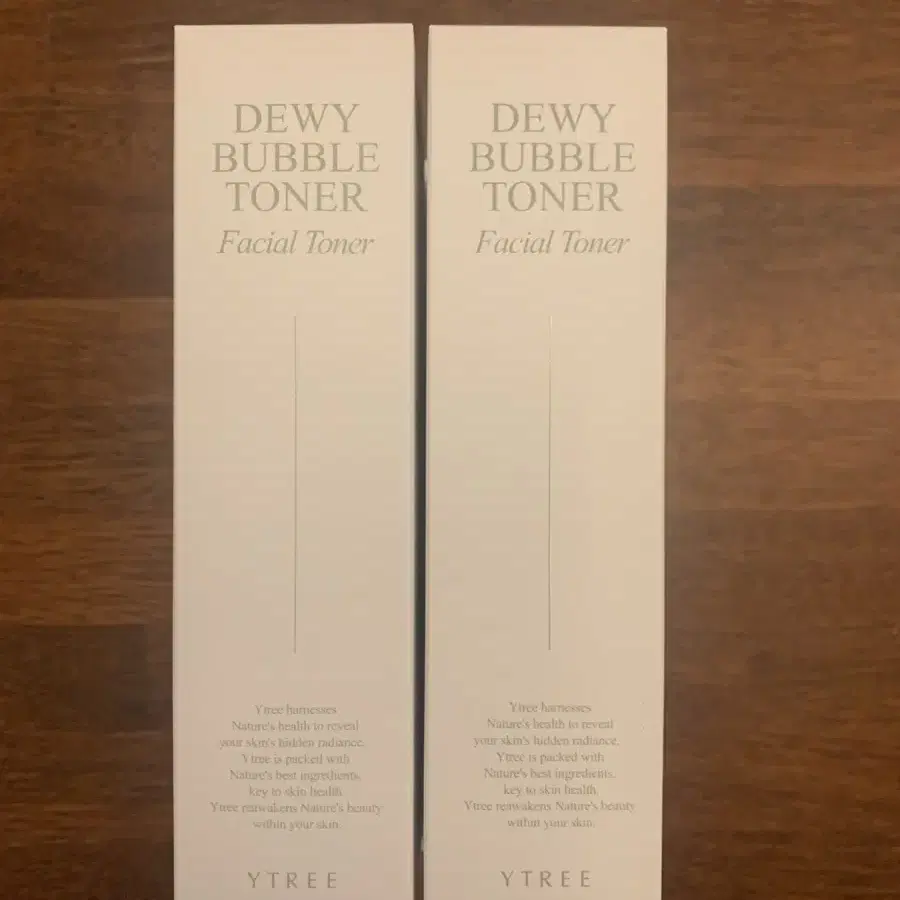 DEWY
BUBBLE
TONER
Facial Toner
Ytree harnesses
Nature's health to reveal
your skin's hidden radiance.
Ytree is packed with
Nature's best ingredients,
key to skin health.
Ytree reawakens Nature's beauty
within your skin.
YTREE
DEWY
BUBBLE
TONER
Facial Toner
Ytree harnesses
Nature's health to reveal
your skin's hidden radiance.
Ytree is packed with
Nature's best ingredients,
key to skin health.
Ytree reawakens Nature's beauty
within your skin.
YTREE